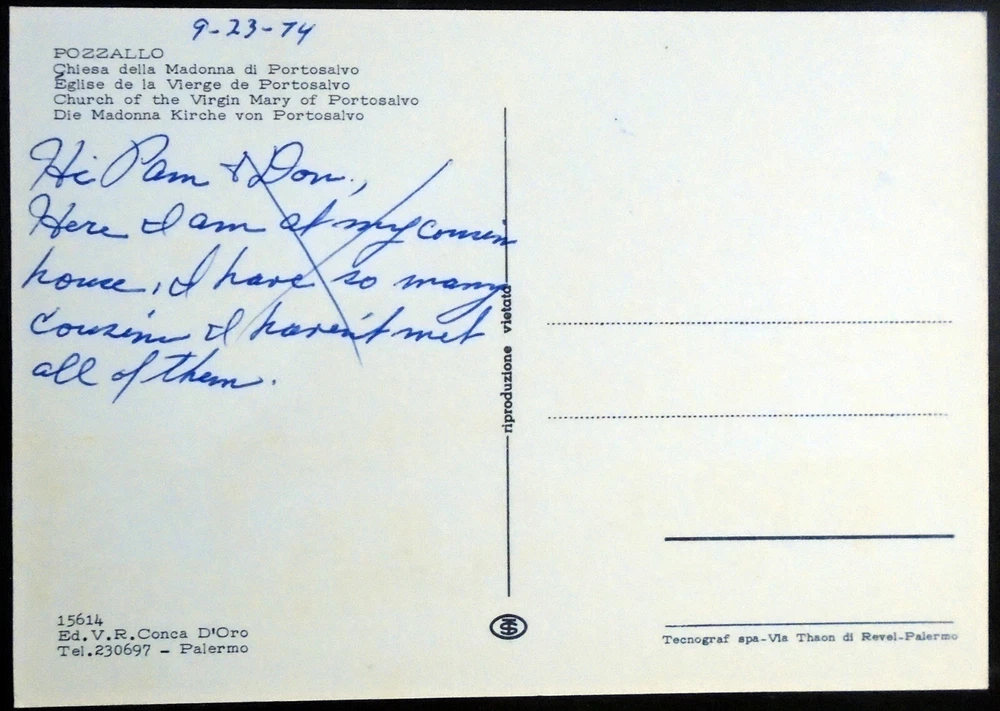 9-23-74
POZZALLO
Chiesa della Madonna di Portosalvo
Église de la Vierge de Portosalvo
Church of the Virgin Mary of Portosalvo
Die Madonna Kirche von Portosalvo
Hi Pam & Don.,
Here I am at my cousin
house, I have so many
cousins I haven't met
all of them.
riproduzione vietata
15614
Ed.V.R.Conca D'Oro
Tel.230697 - Palermo
Tecnograf spa-Via Thaon di Revel-Palermo